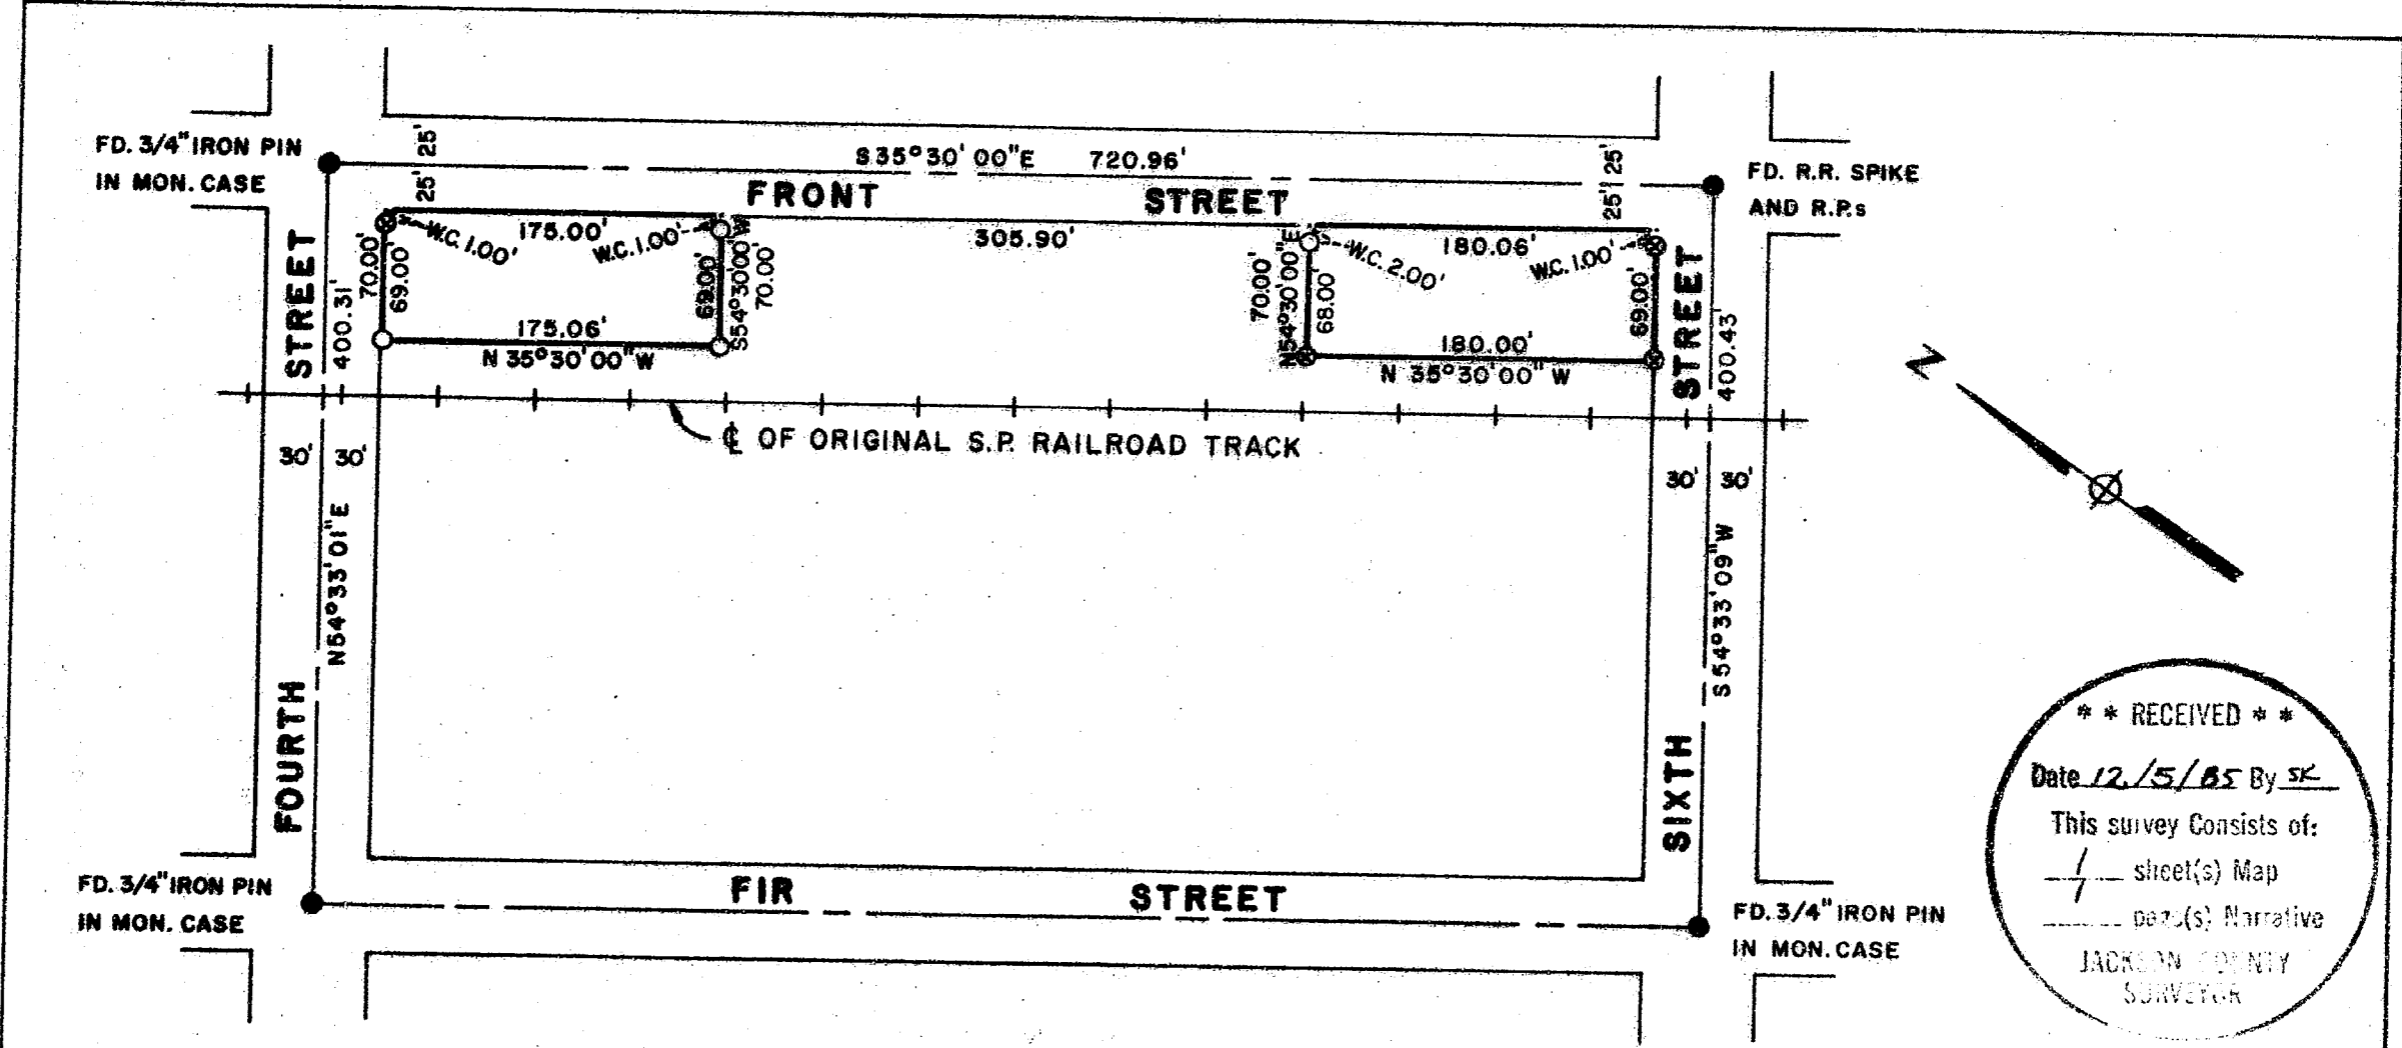 FD. 3/4" IRON PIN
IN MON. CASE
25'
25'
S 35° 30' 00" E 720.96'
FRONT STREET
25' 25'
FD. R.R. SPIKE
AND R.P.s
W.C. 1.00'
175.00'
W.C. 1.00'
305.90'
W.C. 2.00'
180.06'
W.C. 1.00'
70.00'
69.00'
69.00'
S 54° 30' 00" W
70.00'
70.00'
N 54° 30' 00" E
68.00'
69.00'
175.06'
N 35° 30' 00" W
180.00'
N 35° 30' 00" W
FOURTH STREET
400.31'
N 54° 33' 01" E
SIXTH STREET
400.43'
S 54° 33' 09" W
℄ OF ORIGINAL S.P. RAILROAD TRACK
30' 30'
30' 30'
N
FD. 3/4" IRON PIN
IN MON. CASE
FIR STREET
FD. 3/4" IRON PIN
IN MON. CASE
* * RECEIVED * *
Date 12/5/85 By SK
This survey Consists of:
1 sheet(s) Map
page(s) Narrative
JACKSON COUNTY
SURVEYOR